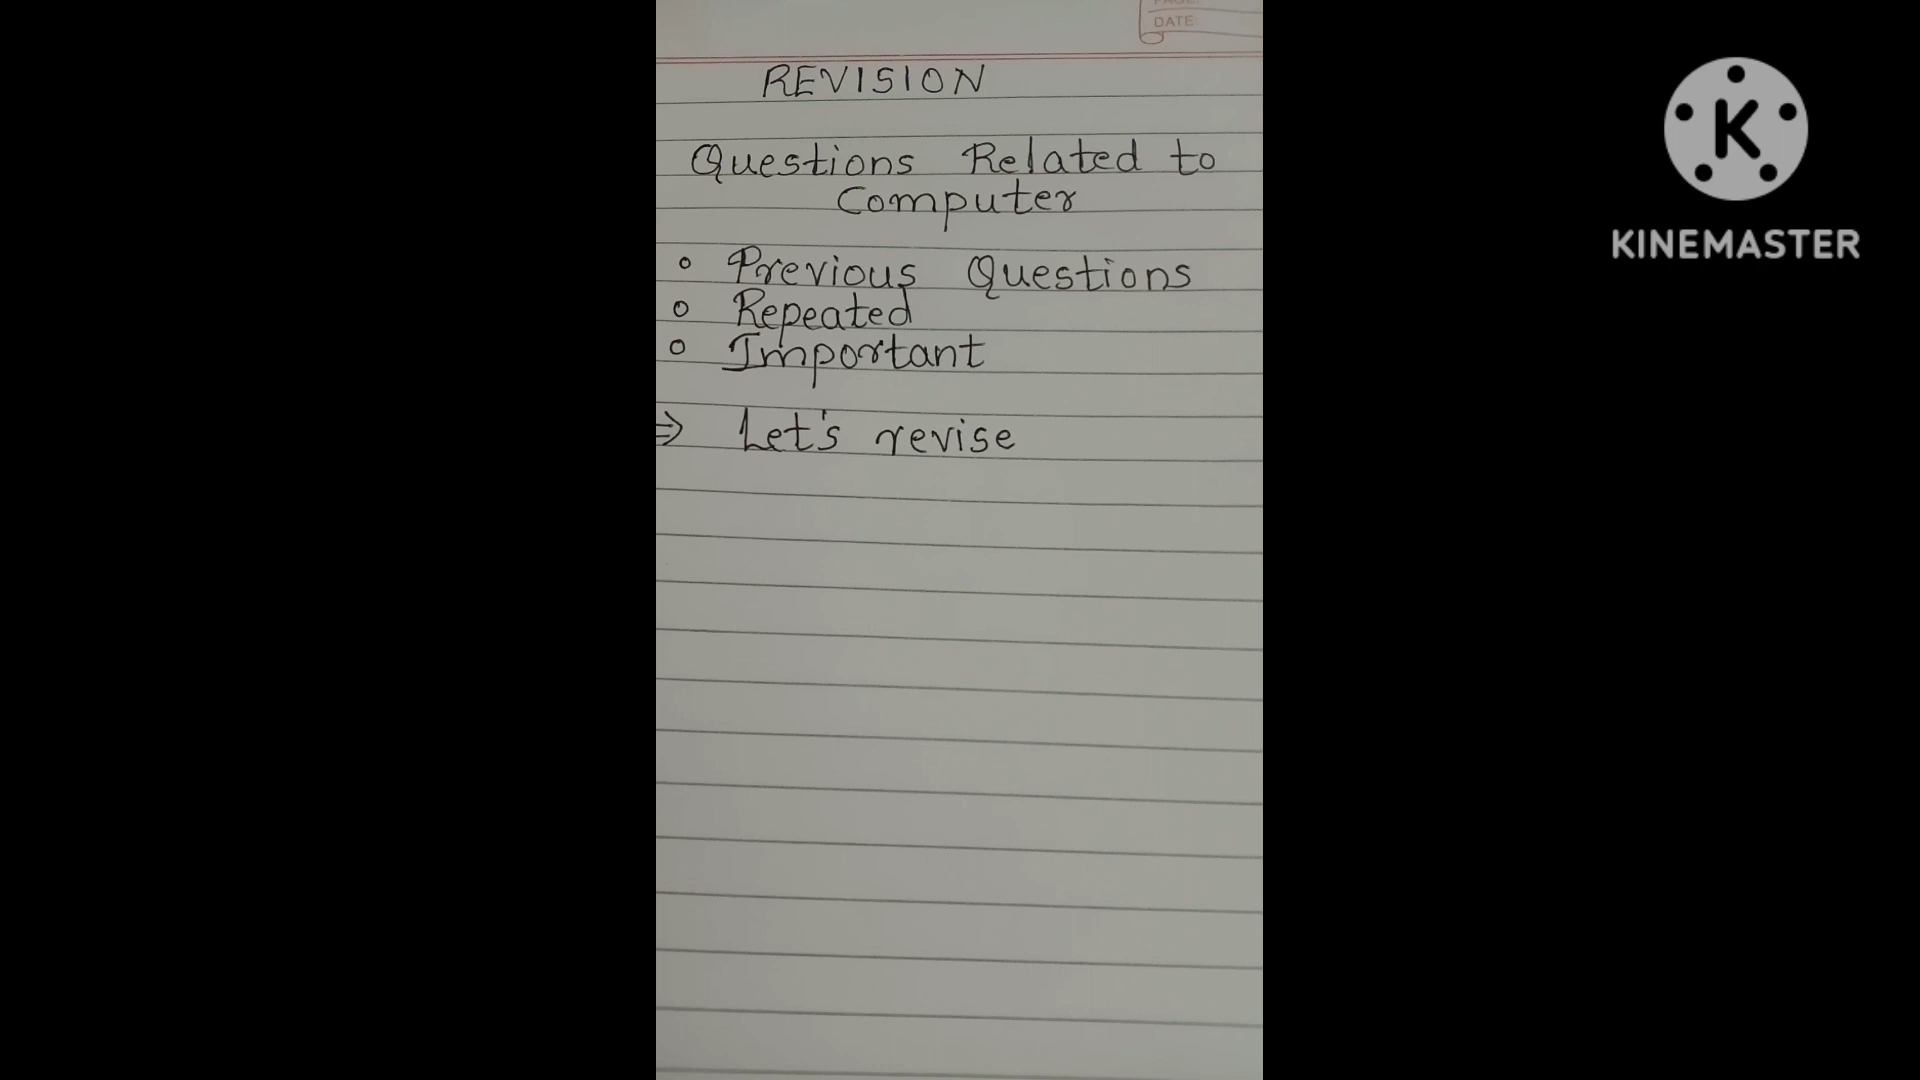 DATE
REVISION
Questions Related to
Computer
o Previous Questions
o Repeated
o Important
⇒ Let's revise
K
KINEMASTER